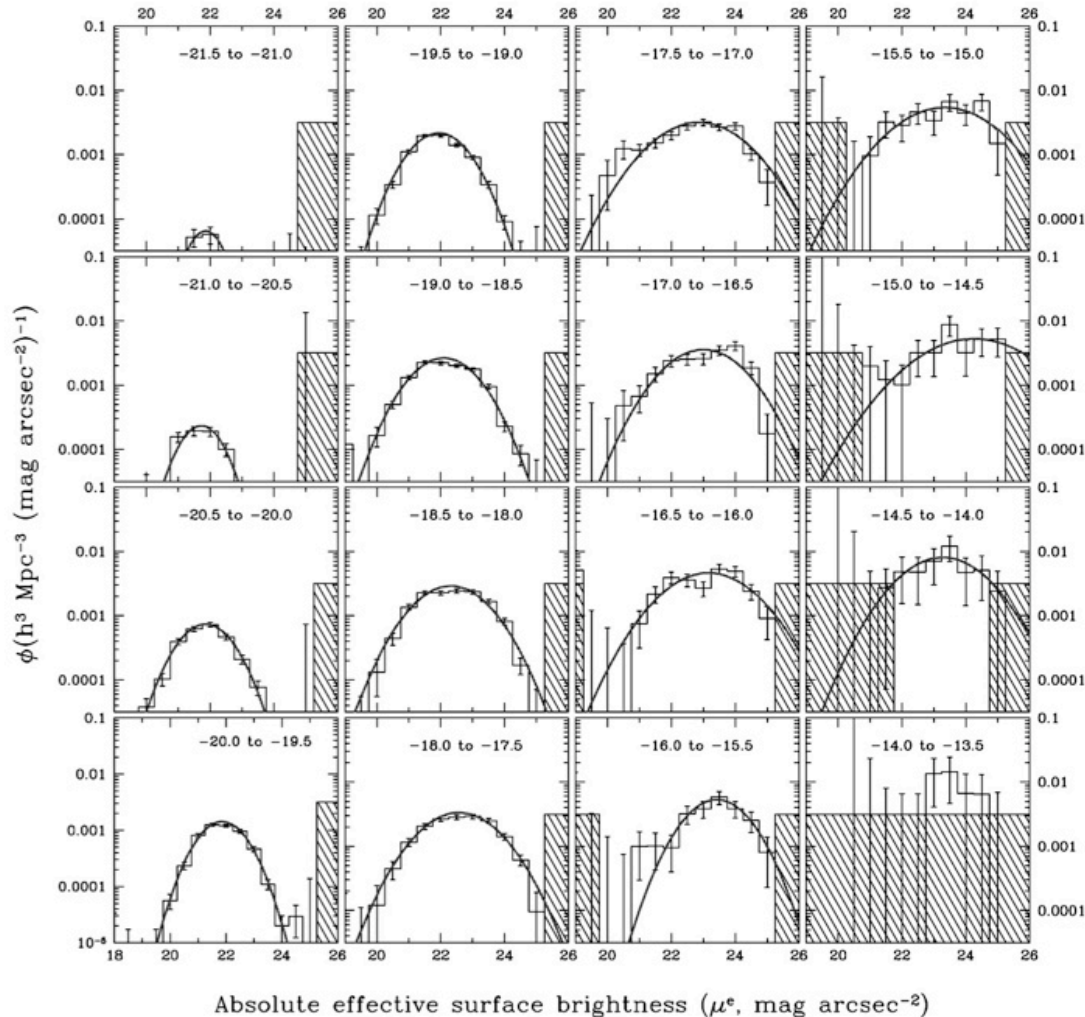 20 22 24 26 20 22 24 26 20 22 24 26 20 22 24 26
0.1 -21.5 to -21.0 -19.5 to -19.0 -17.5 to -17.0 -15.5 to -15.0 0.1
0.01 0.01
0.001 0.001
0.0001 0.0001
0.1 -21.0 to -20.5 -19.0 to -18.5 -17.0 to -16.5 -15.0 to -14.5 0.1
0.01 0.01
0.001 0.001
0.0001 0.0001
0.1 -20.5 to -20.0 -18.5 to -18.0 -16.5 to -16.0 -14.5 to -14.0 0.1
0.01 0.01
0.001 0.001
0.0001 0.0001
0.1 -20.0 to -19.5 -18.0 to -17.5 -16.0 to -15.5 -14.0 to -13.5 0.1
0.01 0.01
0.001 0.001
0.0001 0.0001
10⁻⁵
18 20 22 24 26 20 22 24 26 20 22 24 26 20 22 24 26
ϕ(h³ Mpc⁻³ (mag arcsec⁻²)⁻¹)
Absolute effective surface brightness (μᵉ, mag arcsec⁻²)